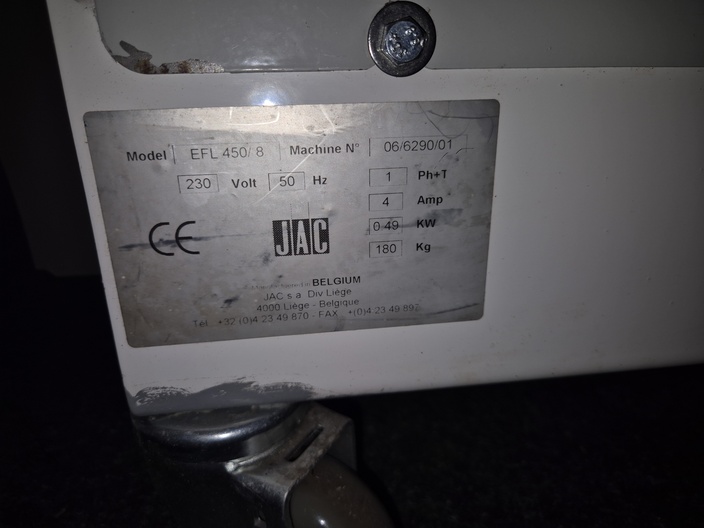 Model EFL 450/ 8 Machine N° 06/6290/01
230 Volt 50 Hz 1 Ph+T
4 Amp
0.49 KW
CE JAC 180 Kg
BELGIUM
JAC s.a. Div Liège
4000 Liège - Belgique
Tel. +32 (0)4 23 49 870 - FAX +(0)4 23 49 897